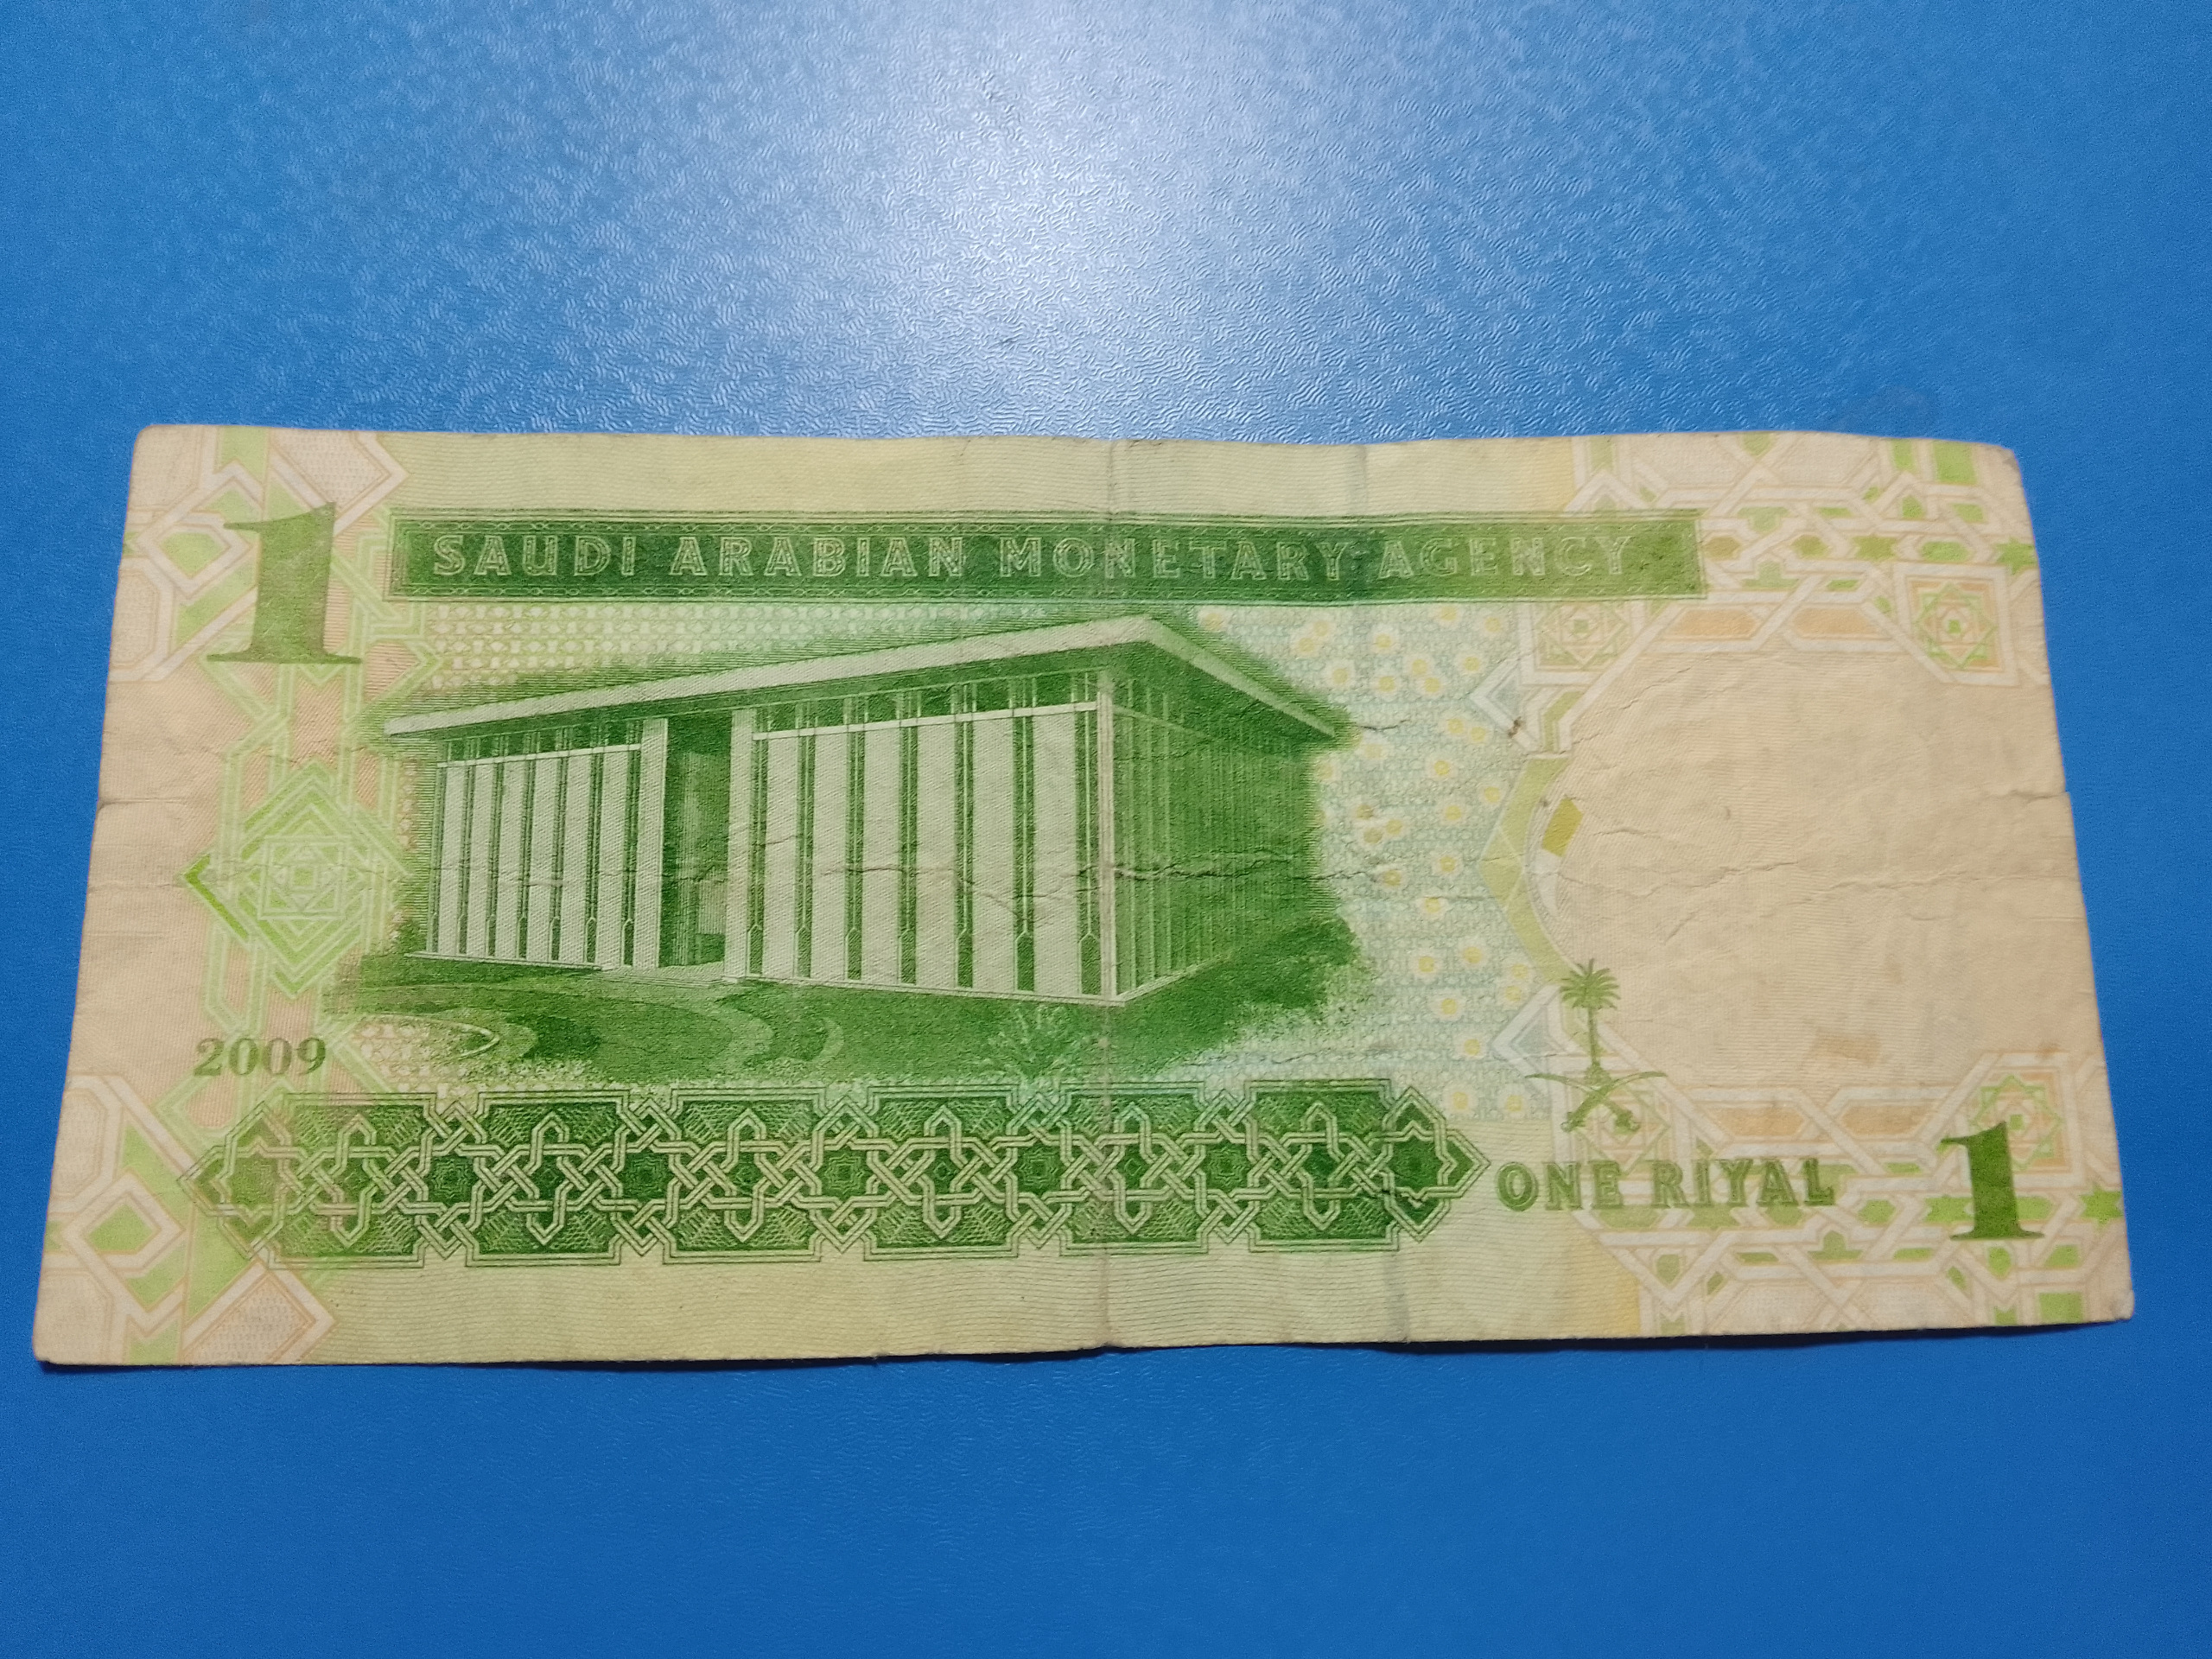 1
SAUDI ARABIAN MONETARY AGENCY
2009
ONE RIYAL
1